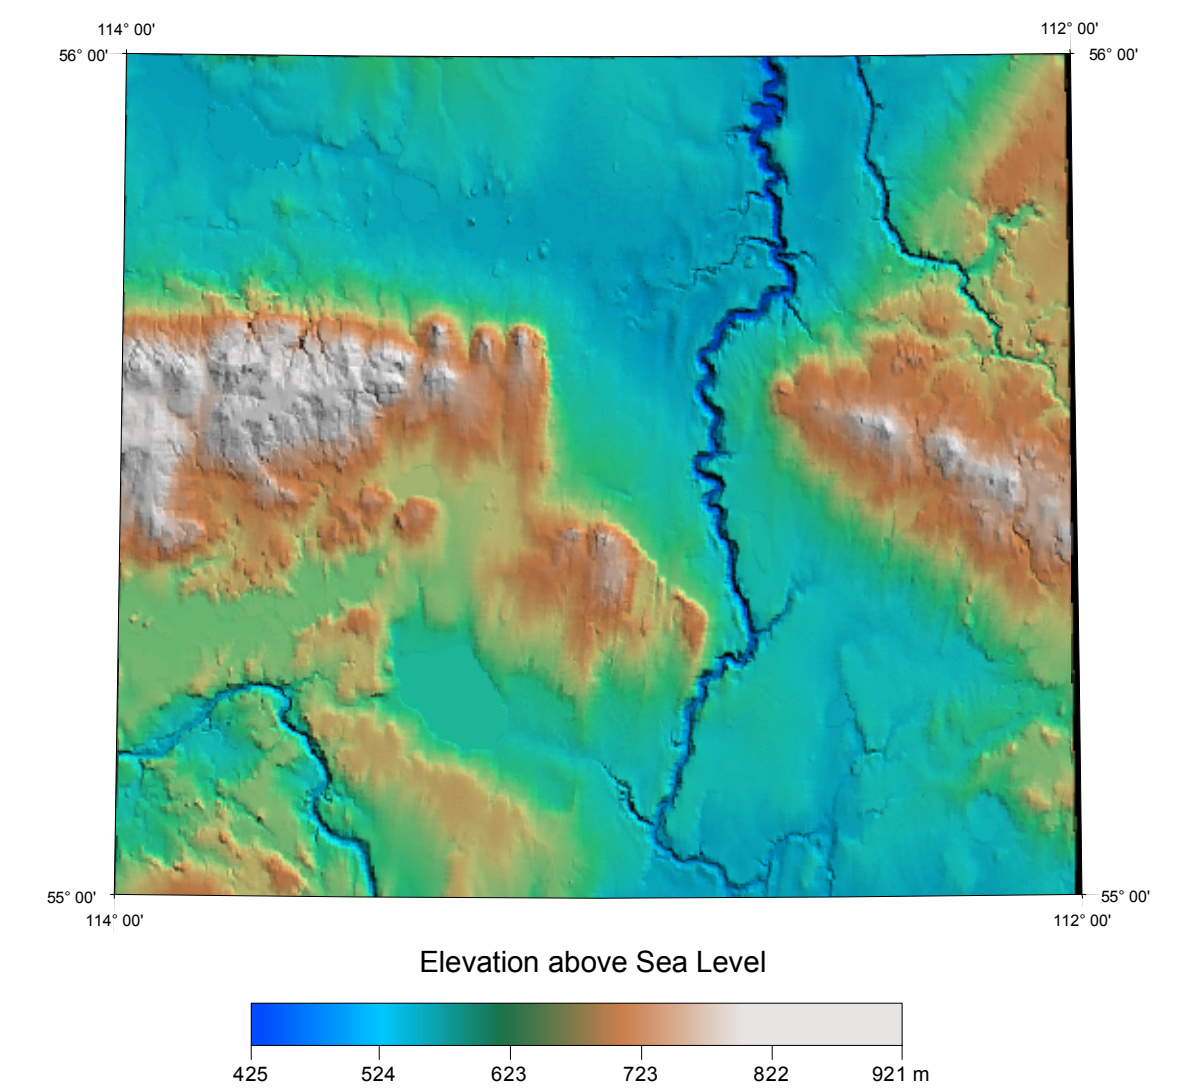 114° 00' 112° 00'
56° 00' 56° 00'
55° 00' 55° 00'
114° 00' 112° 00'
Elevation above Sea Level
425 524 623 723 822 921 m